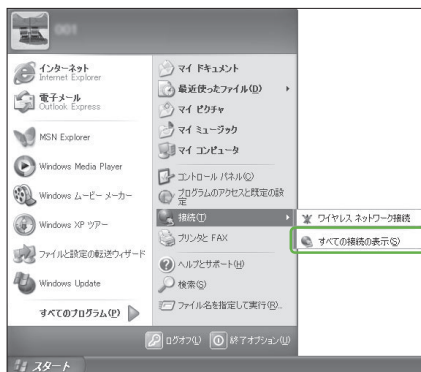 001
インターネット
Internet Explorer
電子メール
Outlook Express
MSN Explorer
Windows Media Player
Windows ムービー メーカー
Windows XP ツアー
ファイルと設定の転送ウィザード
Windows Update
すべてのプログラム(P)
マイ ドキュメント
最近使ったファイル(D)
マイ ピクチャ
マイ ミュージック
マイ コンピュータ
コントロール パネル(C)
プログラムのアクセスと既定の設
定
接続(T)
プリンタと FAX
ヘルプとサポート(H)
検索(S)
ファイル名を指定して実行(R)...
ワイヤレス ネットワーク接続
すべての接続の表示(S)
ログオフ(L)
終了オプション(U)
スタート